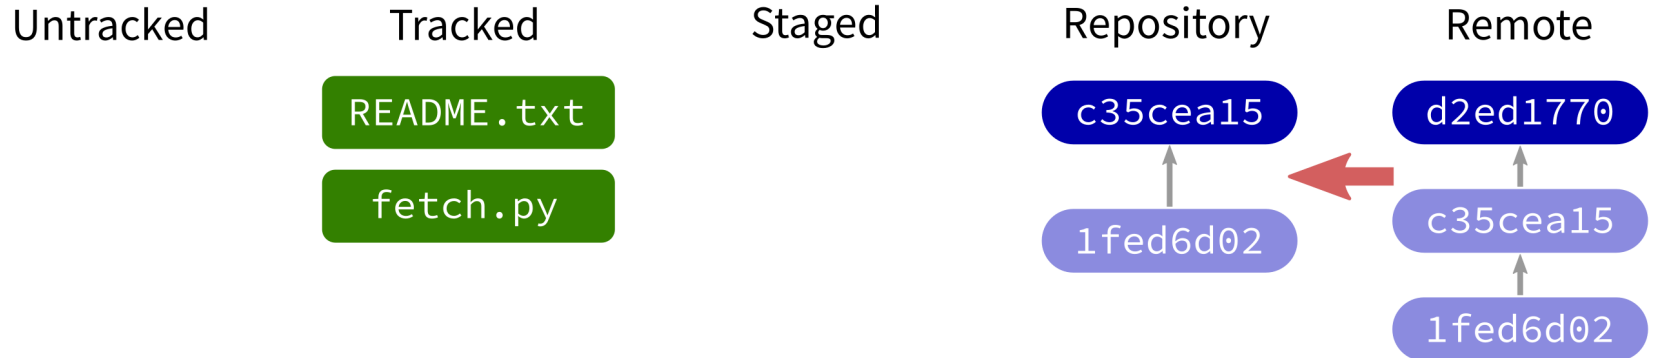 Untracked
Tracked
Staged
Repository
Remote
README.txt
fetch.py
c35cea15
1fed6d02
d2ed1770
c35cea15
1fed6d02